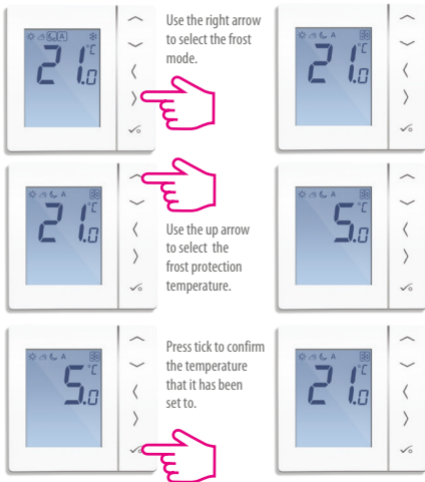 21.0 °C
A
Use the right arrow
to select the frost
mode.
21.0 °C
A
21.0 °C
A
Use the up arrow
to select the
frost protection
temperature.
5.0 °C
A
5.0 °C
A
Press tick to confirm
the temperature
that it has been
set to.
21.0 °C
A